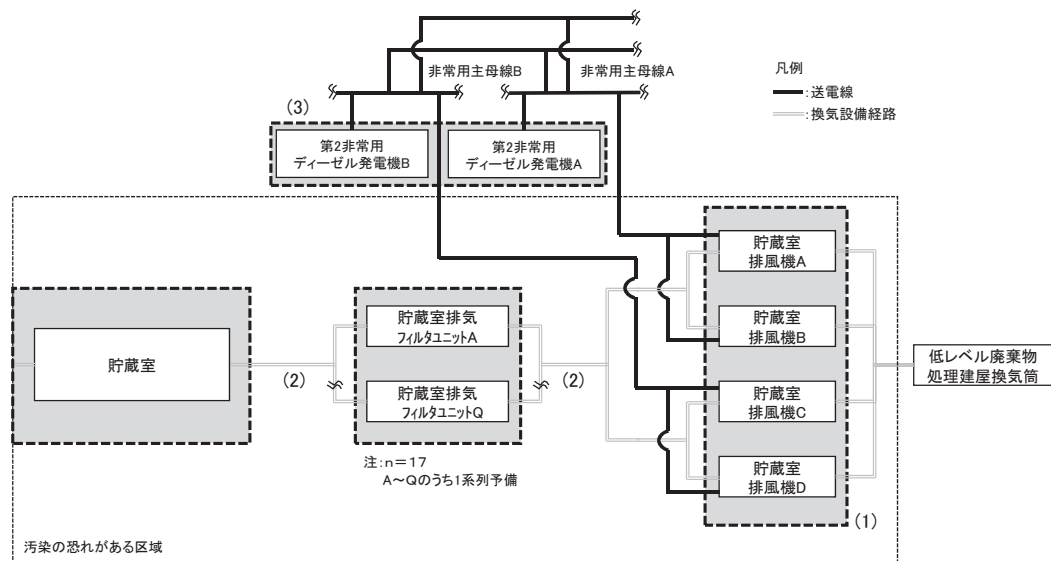 非常用主母線B
非常用主母線A
凡例
:送電線
:換気設備経路
(3)
第2非常用
ディーゼル発電機B
第2非常用
ディーゼル発電機A
貯蔵室
排風機A
貯蔵室
排風機B
貯蔵室
排風機C
貯蔵室
排風機D
(1)
貯蔵室
(2)
貯蔵室排気
フィルタユニットA
貯蔵室排気
フィルタユニットQ
(2)
注:n=17
A~Qのうち1系列予備
低レベル廃棄物
処理建屋換気筒
汚染の恐れがある区域